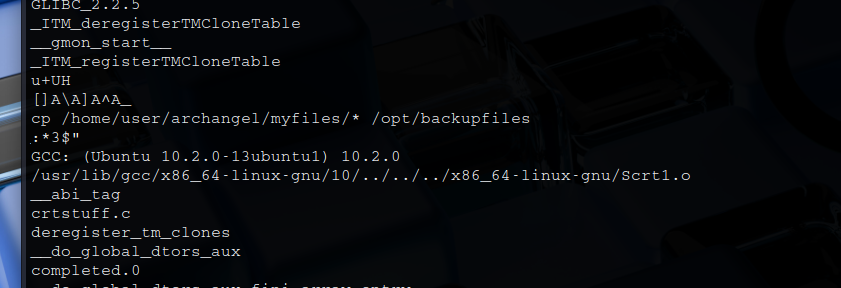 GLIBC_2.2.5
_ITM_deregisterTMCloneTable
__gmon_start__
_ITM_registerTMCloneTable
u+UH
[]A\A]A^A_
cp /home/user/archangel/myfiles/* /opt/backupfiles
:*3$"
GCC: (Ubuntu 10.2.0-13ubuntu1) 10.2.0
/usr/lib/gcc/x86_64-linux-gnu/10/../../../x86_64-linux-gnu/Scrt1.o
__abi_tag
crtstuff.c
deregister_tm_clones
__do_global_dtors_aux
completed.0
__do_global_dtors_aux_fini_array_entry